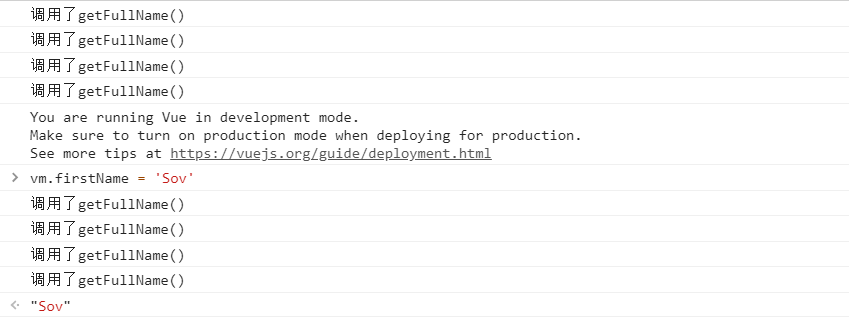 调用了getFullName()
调用了getFullName()
调用了getFullName()
调用了getFullName()
You are running Vue in development mode.
Make sure to turn on production mode when deploying for production.
See more tips at https://vuejs.org/guide/deployment.html
> vm.firstName = 'Sov'
调用了getFullName()
调用了getFullName()
调用了getFullName()
调用了getFullName()
"Sov"